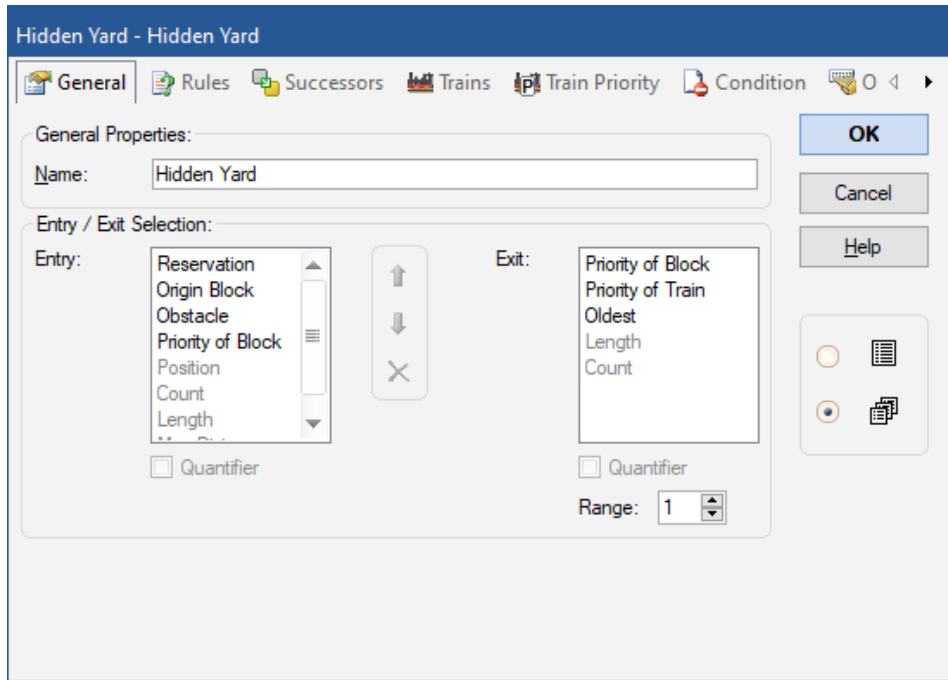 Hidden Yard - Hidden Yard
General Rules Successors Trains Train Priority Condition O
General Properties:
Name: Hidden Yard
OK
Cancel
Help
Entry / Exit Selection:
Entry:
Reservation
Origin Block
Obstacle
Priority of Block
Position
Count
Length
Quantifier
Exit:
Priority of Block
Priority of Train
Oldest
Length
Count
Quantifier
Range: 1